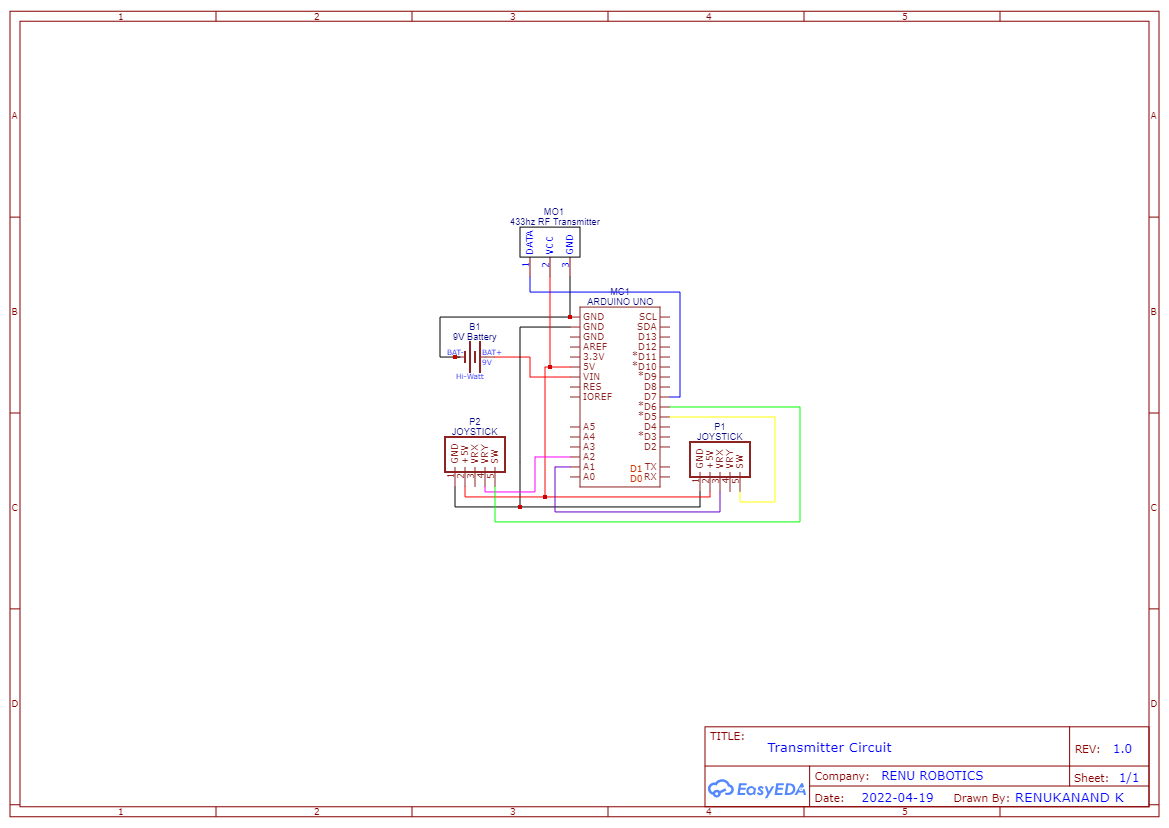 1 2 3 4 5
A A
MO1
433hz RF Transmitter
DATA VCC GND
1 2 3
MC1
ARDUINO UNO
B B
GND SCL
GND SDA
GND D13
AREF D12
3.3V *D11
5V *D10
VIN *D9
RES D8
IOREF D7
*D6
*D5
A5 D4
A4 *D3
A3 D2
A2
A1 D1 TX
A0 D0 RX
B1
9V Battery
BAT- BAT+
9V
Hi-Watt
P2
JOYSTICK
GND +5V VRX VRY SW
1 2 3 4 5
P1
JOYSTICK
GND +5V VRX VRY SW
1 2 3 4 5
C C
D D
TITLE:
Transmitter Circuit
REV: 1.0
EasyEDA
Company: RENU ROBOTICS
Sheet: 1/1
Date: 2022-04-19 Drawn By: RENUKANAND K
1 2 3 4 5